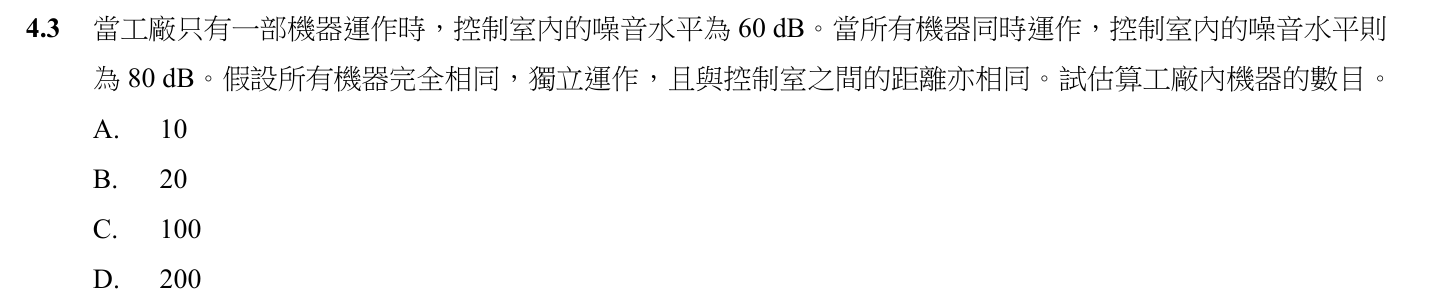 4.3 當工廠只有一部機器運作時，控制室內的噪音水平為 60 dB。當所有機器同時運作，控制室內的噪音水平則
為 80 dB。假設所有機器完全相同，獨立運作，且與控制室之間的距離亦相同。試估算工廠內機器的數目。
A. 10
B. 20
C. 100
D. 200